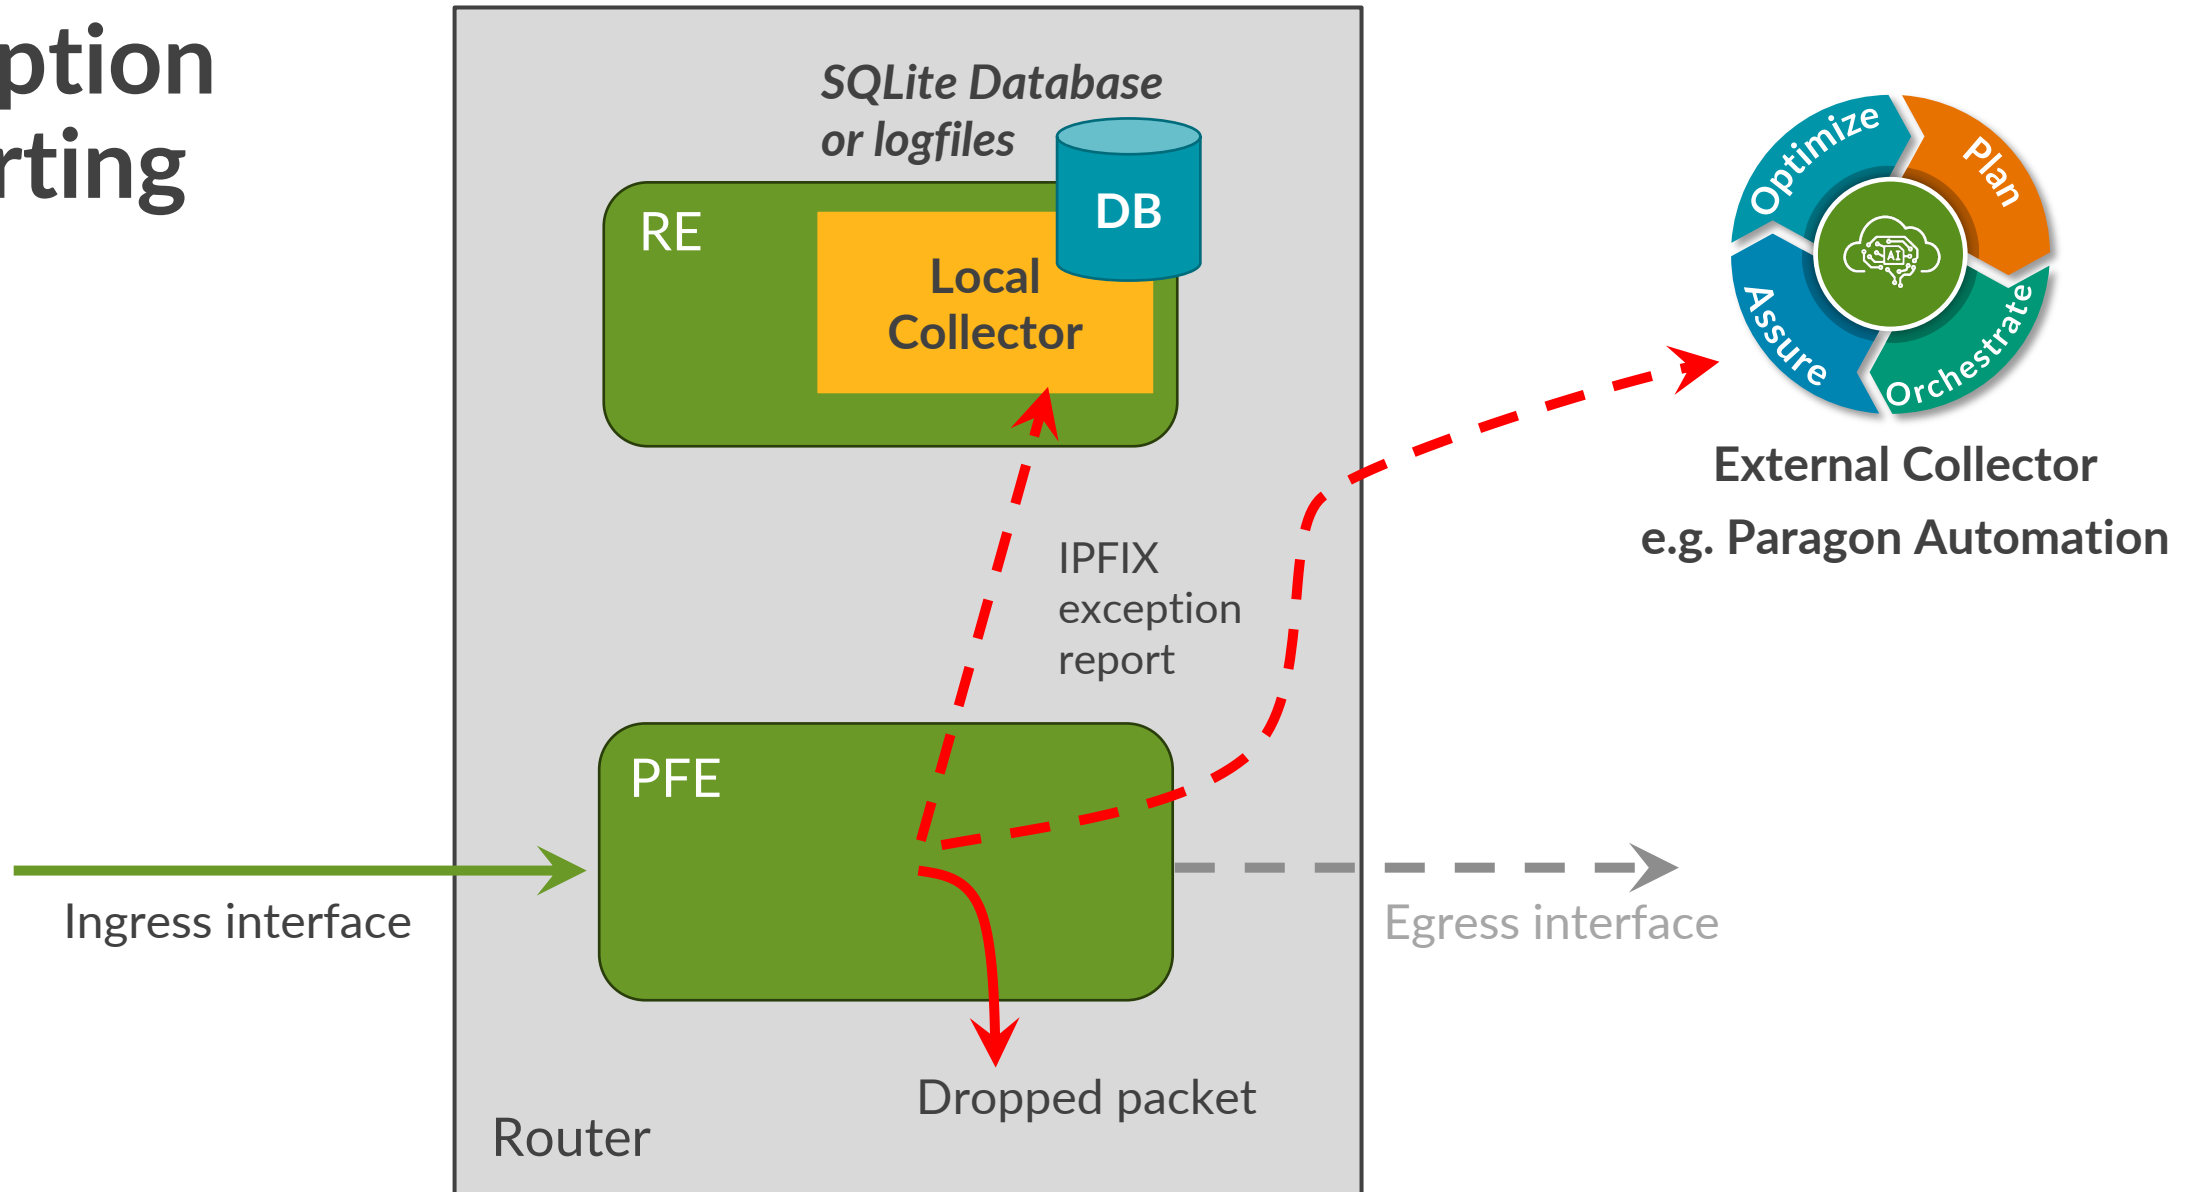 ption
rting
SQLite Database
or logfiles
DB
RE
Local
Collector
Optimize
Plan
Assure
Orchestrate
AI
External Collector
e.g. Paragon Automation
IPFIX
exception
report
PFE
Ingress interface
Egress interface
Dropped packet
Router